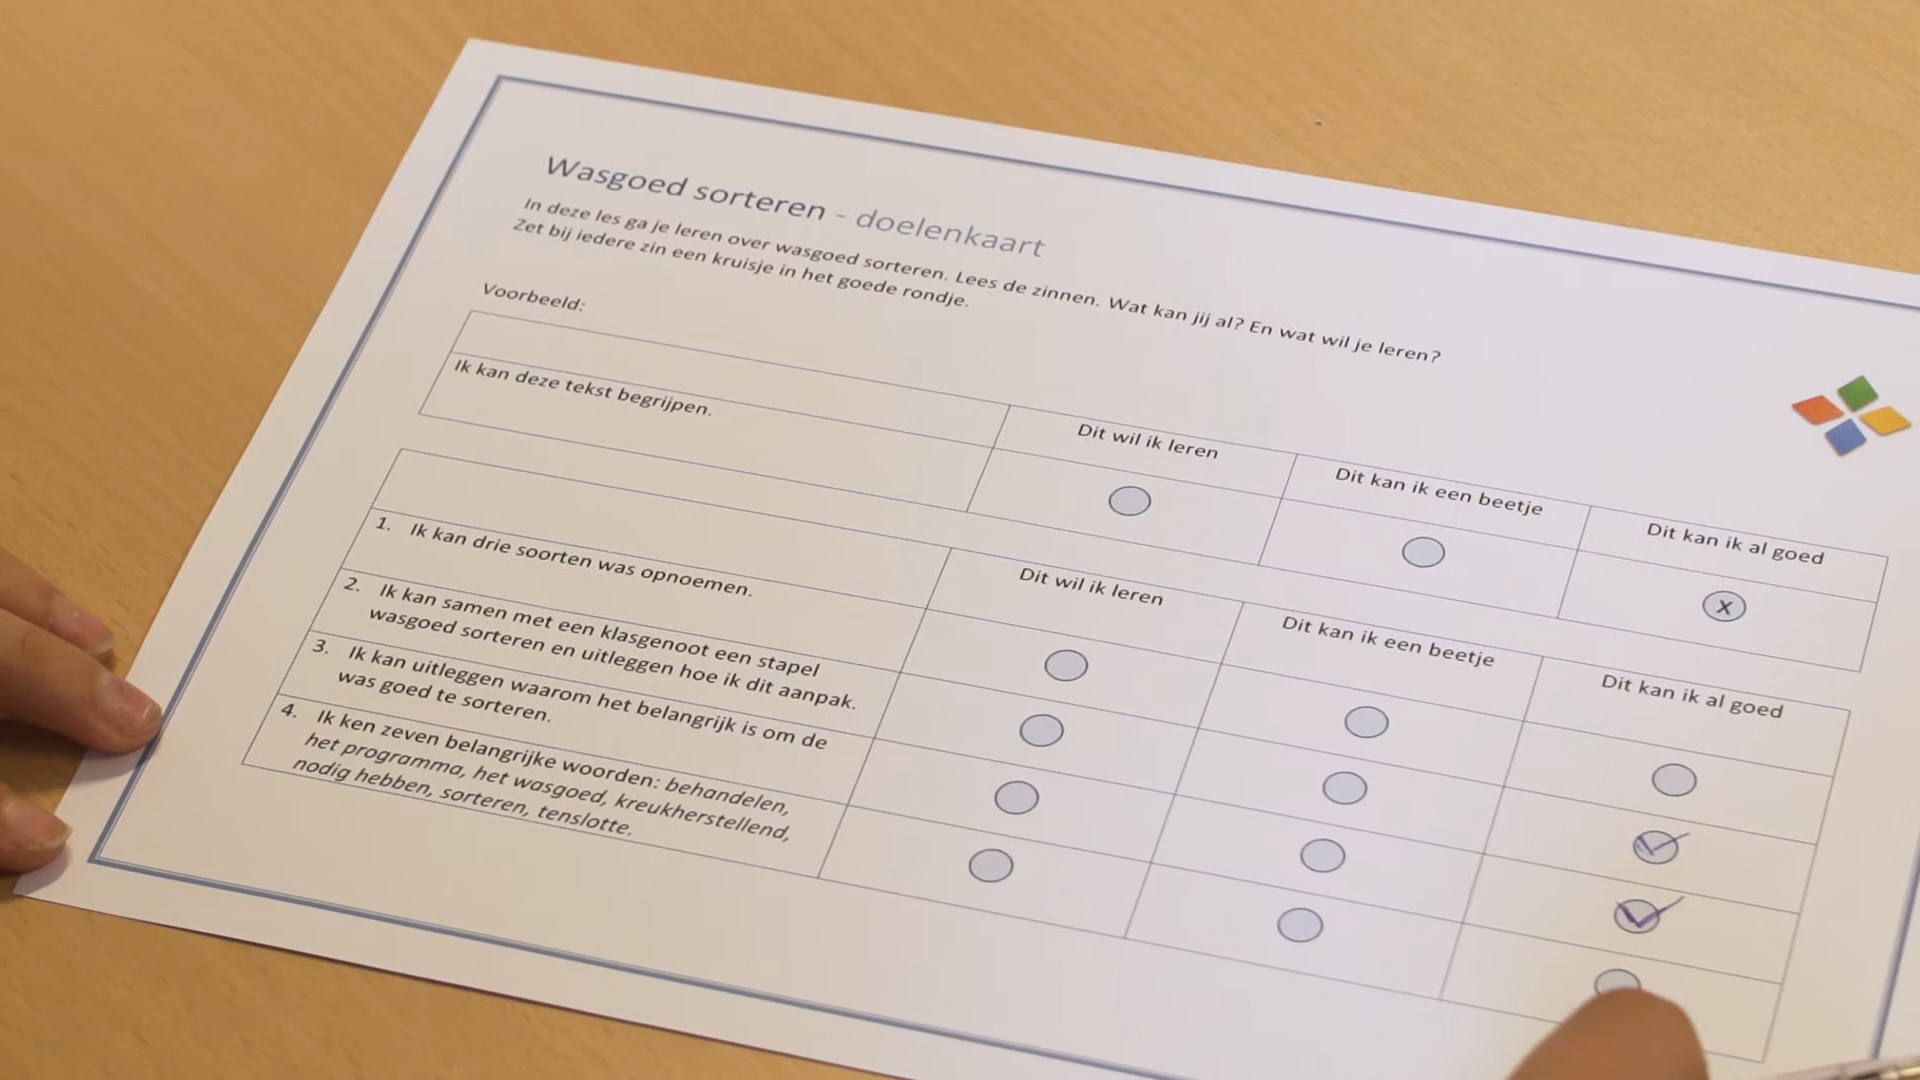 Wasgoed sorteren - doelenkaart
In deze les ga je leren over wasgoed sorteren. Lees de zinnen. Wat kan jij al? En wat wil je leren?
Zet bij iedere zin een kruisje in het goede rondje.
Voorbeeld:
Dit wil ik leren
Dit kan ik een beetje
Dit kan ik al goed
Ik kan deze tekst begrijpen.
x
Dit wil ik leren
Dit kan ik een beetje
Dit kan ik al goed
1. Ik kan drie soorten was opnoemen.
2. Ik kan samen met een klasgenoot een stapel
wasgoed sorteren en uitleggen hoe ik dit aanpak.
3. Ik kan uitleggen waarom het belangrijk is om de
was goed te sorteren.
4. Ik ken zeven belangrijke woorden: behandelen,
het programma, het wasgoed, kreukherstellend,
nodig hebben, sorteren, tenslotte.